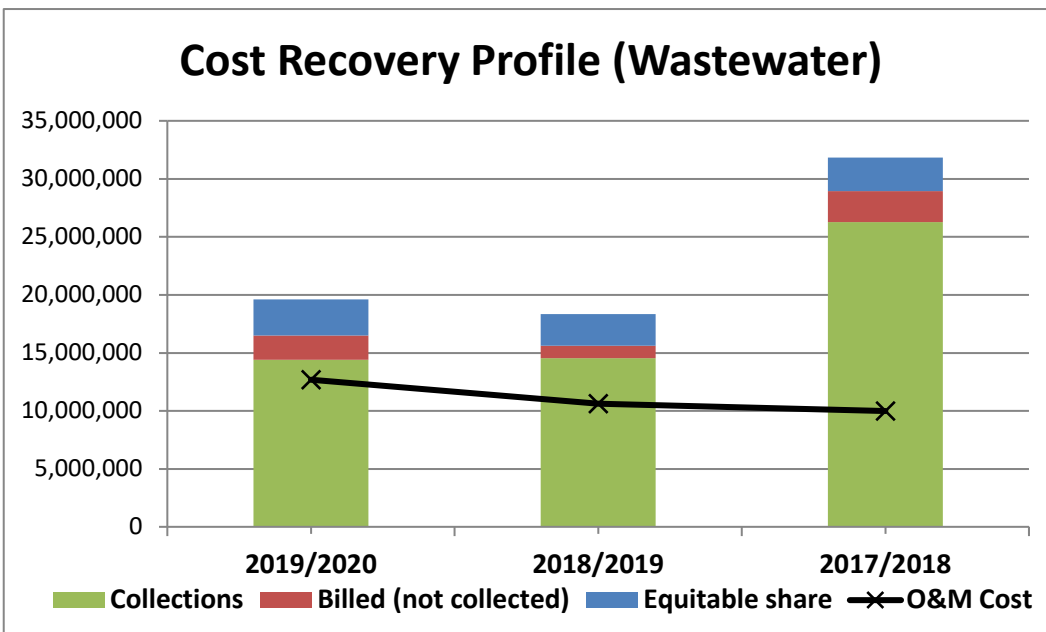 Cost Recovery Profile (Wastewater)
35,000,000
30,000,000
25,000,000
20,000,000
15,000,000
10,000,000
5,000,000
0
2019/2020 2018/2019 2017/2018
Collections Billed (not collected) Equitable share O&M Cost